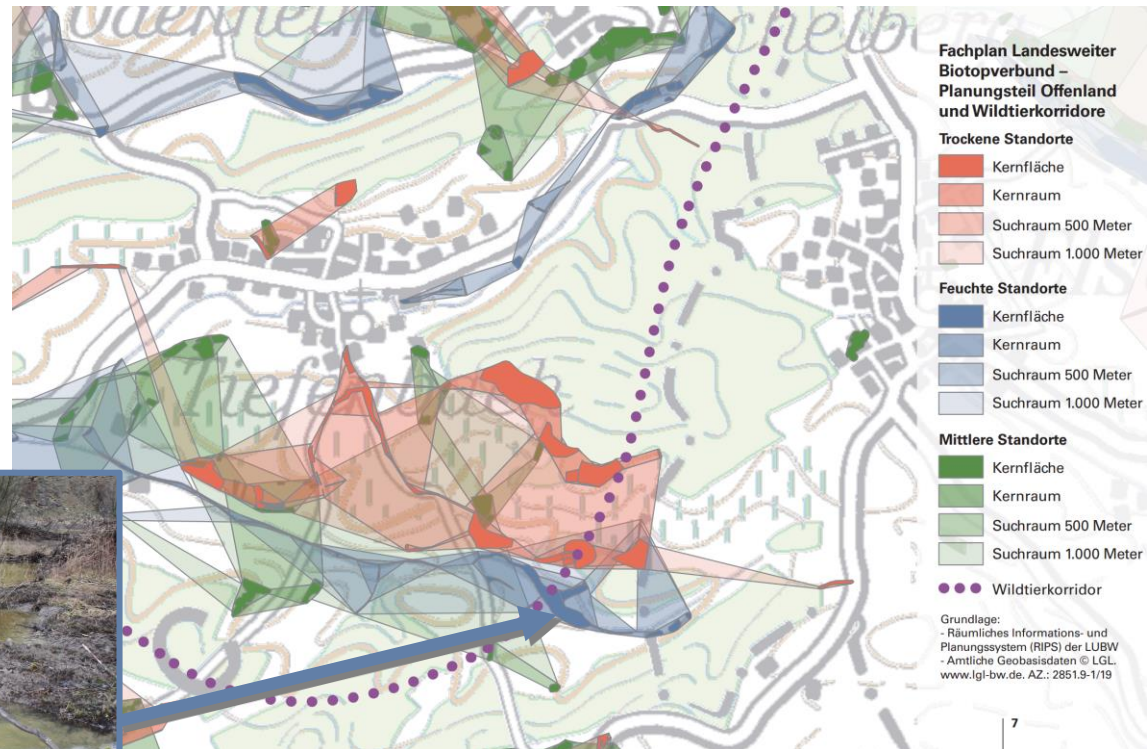 Tiefenbach
Fachplan Landesweiter
Biotopverbund –
Planungsteil Offenland
und Wildtierkorridore
Trockene Standorte
Kernfläche
Kernraum
Suchraum 500 Meter
Suchraum 1.000 Meter
Feuchte Standorte
Kernfläche
Kernraum
Suchraum 500 Meter
Suchraum 1.000 Meter
Mittlere Standorte
Kernfläche
Kernraum
Suchraum 500 Meter
Suchraum 1.000 Meter
Wildtierkorridor
Grundlage:
- Räumliches Informations- und
Planungssystem (RIPS) der LUBW
- Amtliche Geobasisdaten © LGL.
www.lgl-bw.de. AZ.: 2851.9-1/19
7